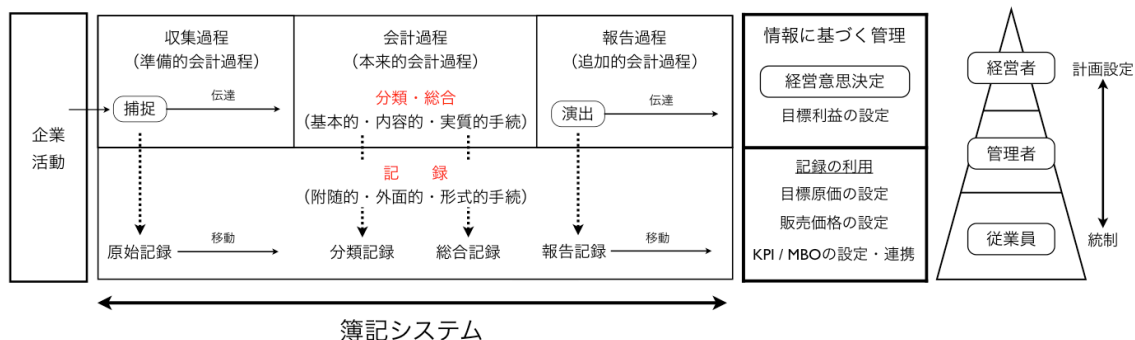 企業
活動
収集過程
(準備的会計過程)
捕捉
伝達
原始記録
移動
会計過程
(本来的会計過程)
分類・総合
(基本的・内容的・実質的手続)
記 録
(附随的・外面的・形式的手続)
分類記録
総合記録
報告過程
(追加的会計過程)
演出
伝達
報告記録
移動
簿記システム
情報に基づく管理
経営意思決定
目標利益の設定
記録の利用
目標原価の設定
販売価格の設定
KPI / MBOの設定・連携
経営者
管理者
従業員
計画設定
統制